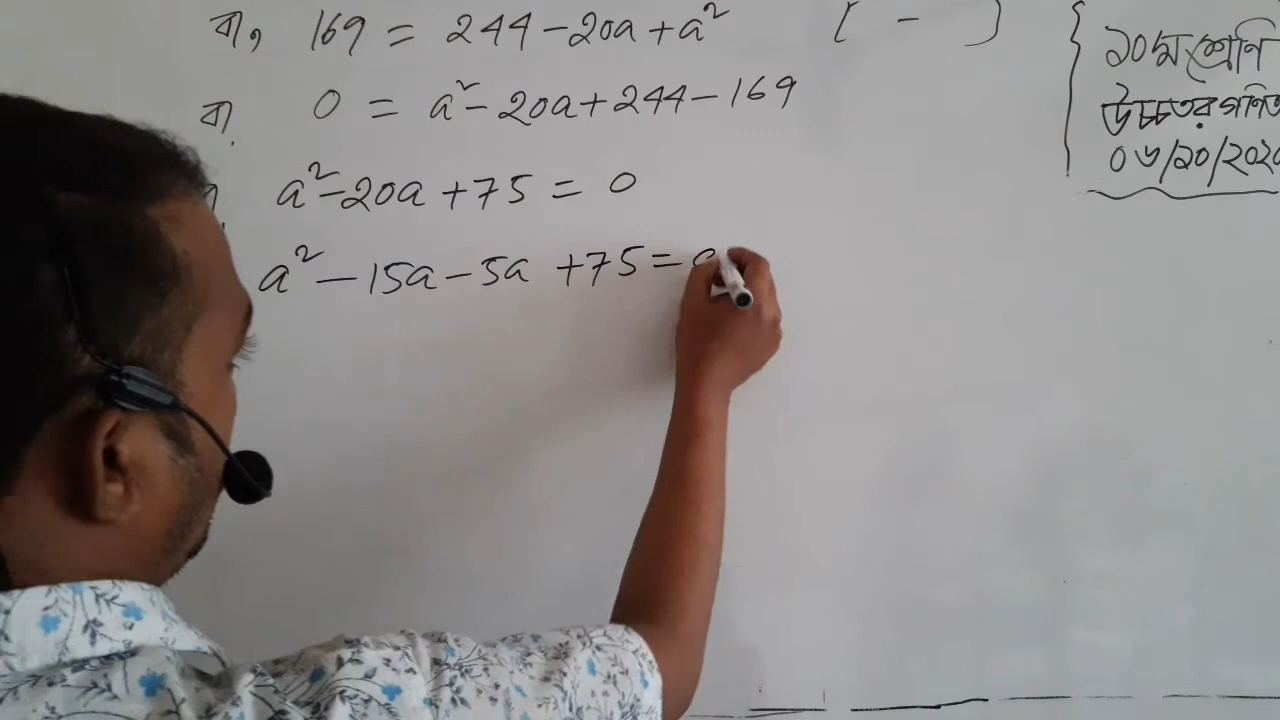 বা, 169 = 244 - 20a + a² [ - ]
বা, 0 = a² - 20a + 244 - 169
a² - 20a + 75 = 0
a² - 15a - 5a + 75 = 0
১০ম শ্রেণি
উচ্চতর গণিত